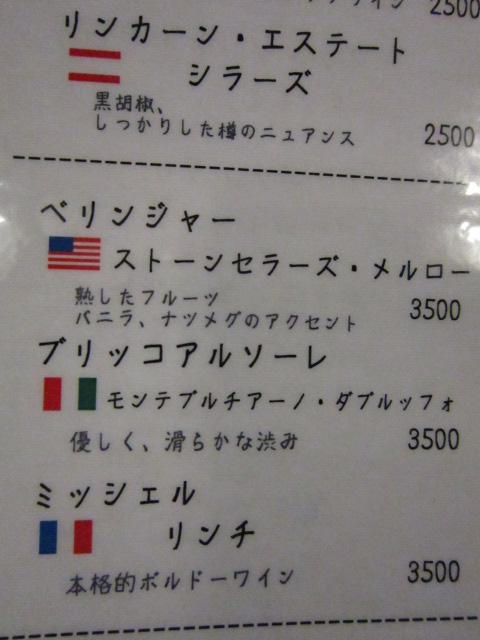 ワイン 2500
リンカーン・エステート
シラーズ
黒胡椒、
しっかりした樽のニュアンス 2500
ベリンジャー
ストーンセラーズ・メルロー
熟したフルーツ
バニラ、ナツメグのアクセント 3500
ブリッコアルソーレ
モンテプルチアーノ・ダブルッツォ
優しく、滑らかな渋み 3500
ミッシェル
リンチ
本格的ボルドーワイン 3500